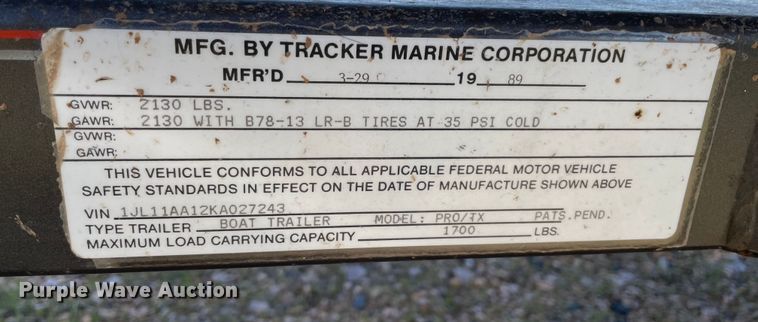 MFG. BY TRACKER MARINE CORPORATION
MFR'D 3-29 19 89
GVWR: 2130 LBS.
GAWR: 2130 WITH B78-13 LR-B TIRES AT 35 PSI COLD
GVWR:
GAWR:
THIS VEHICLE CONFORMS TO ALL APPLICABLE FEDERAL MOTOR VEHICLE
SAFETY STANDARDS IN EFFECT ON THE DATE OF MANUFACTURE SHOWN ABOVE
VIN 1JL11AA12KA027243
TYPE TRAILER BOAT TRAILER MODEL: PRO/TX PATS.PEND.
MAXIMUM LOAD CARRYING CAPACITY 1700 LBS.
Purple Wave Auction